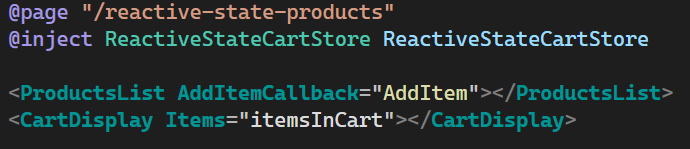 @page "/reactive-state-products"
@inject ReactiveStateCartStore ReactiveStateCartStore
<ProductsList AddItemCallback="AddItem"></ProductsList>
<CartDisplay Items="itemsInCart"></CartDisplay>